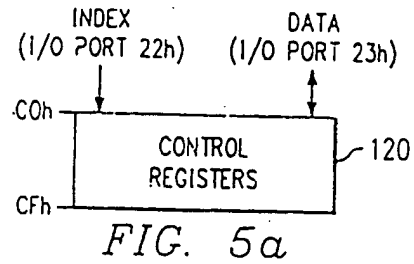 INDEX
(I/O PORT 22h)
DATA
(I/O PORT 23h)
C0h
CONTROL
REGISTERS
120
CFh
FIG. 5a